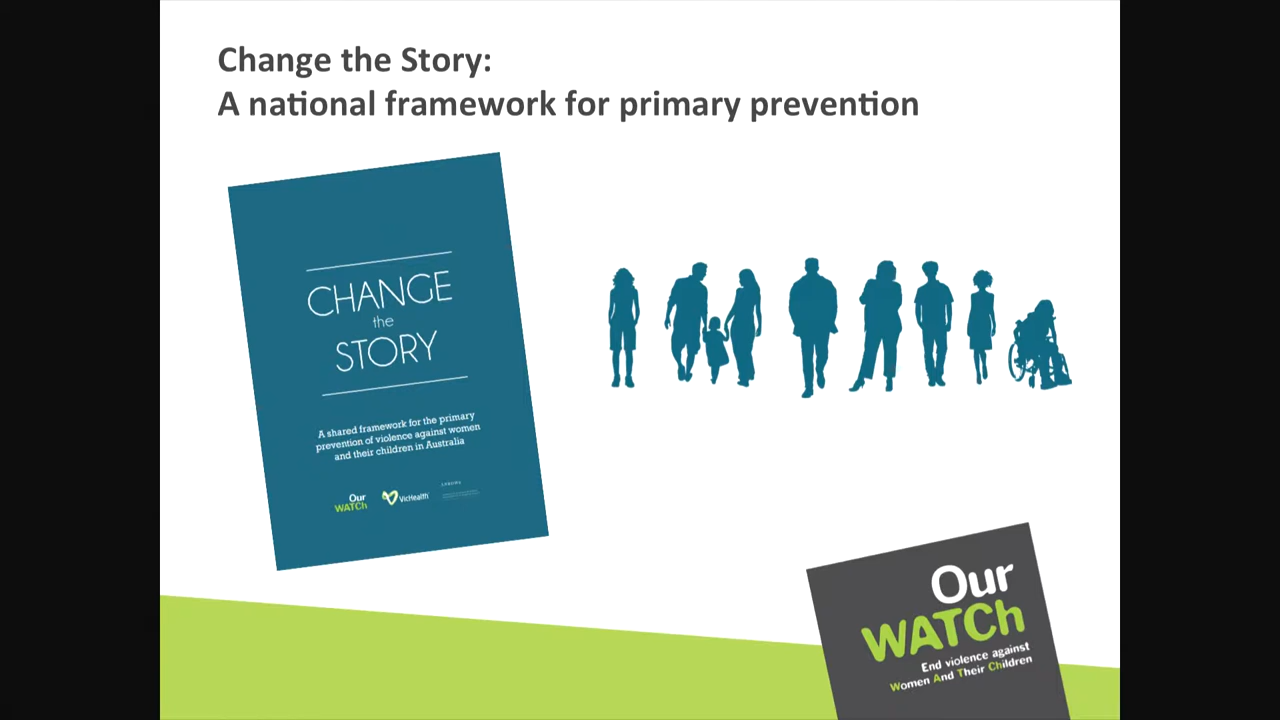 Change the Story:
A national framework for primary prevention
CHANGE
the
STORY
A shared framework for the primary
prevention of violence against women
and their children in Australia
Our
WATCh
VicHealth
ANROWS
Our
WATCh
End violence against
Women And Their Children